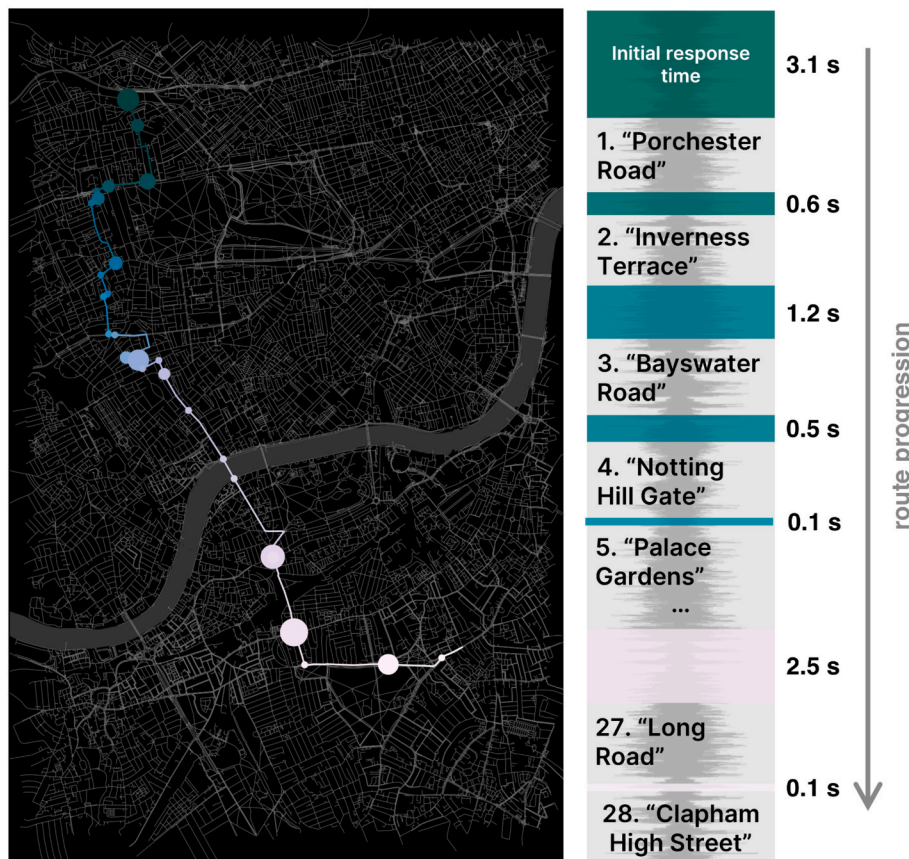 Initial response
time
3.1 s
1. “Porchester
Road”
0.6 s
2. “Inverness
Terrace”
1.2 s
3. “Bayswater
Road”
0.5 s
4. “Notting
Hill Gate”
0.1 s
5. “Palace
Gardens”
...
2.5 s
27. “Long
Road”
0.1 s
28. “Clapham
High Street”
route progression